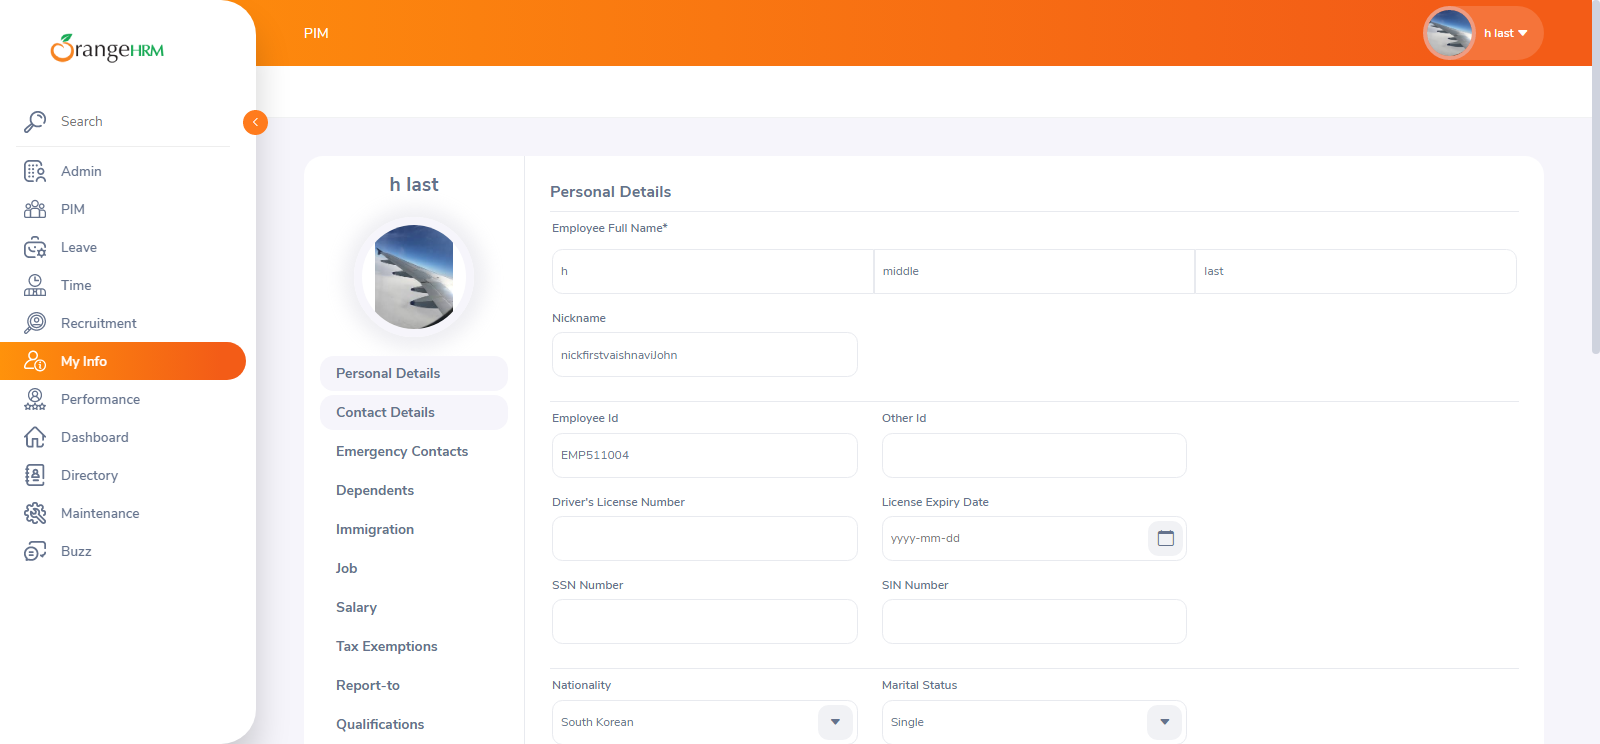 OrangeHRM
PIM
h last
Search
Admin
PIM
Leave
Time
Recruitment
My Info
Performance
Dashboard
Directory
Maintenance
Buzz
h last
Personal Details
Contact Details
Emergency Contacts
Dependents
Immigration
Job
Salary
Tax Exemptions
Report-to
Qualifications
Personal Details
Employee Full Name*
h middle last
Nickname
nickfirstvaishnaviJohn
Employee Id Other Id
EMP511004
Driver's License Number License Expiry Date
yyyy-mm-dd
SSN Number SIN Number
Nationality Marital Status
South Korean Single